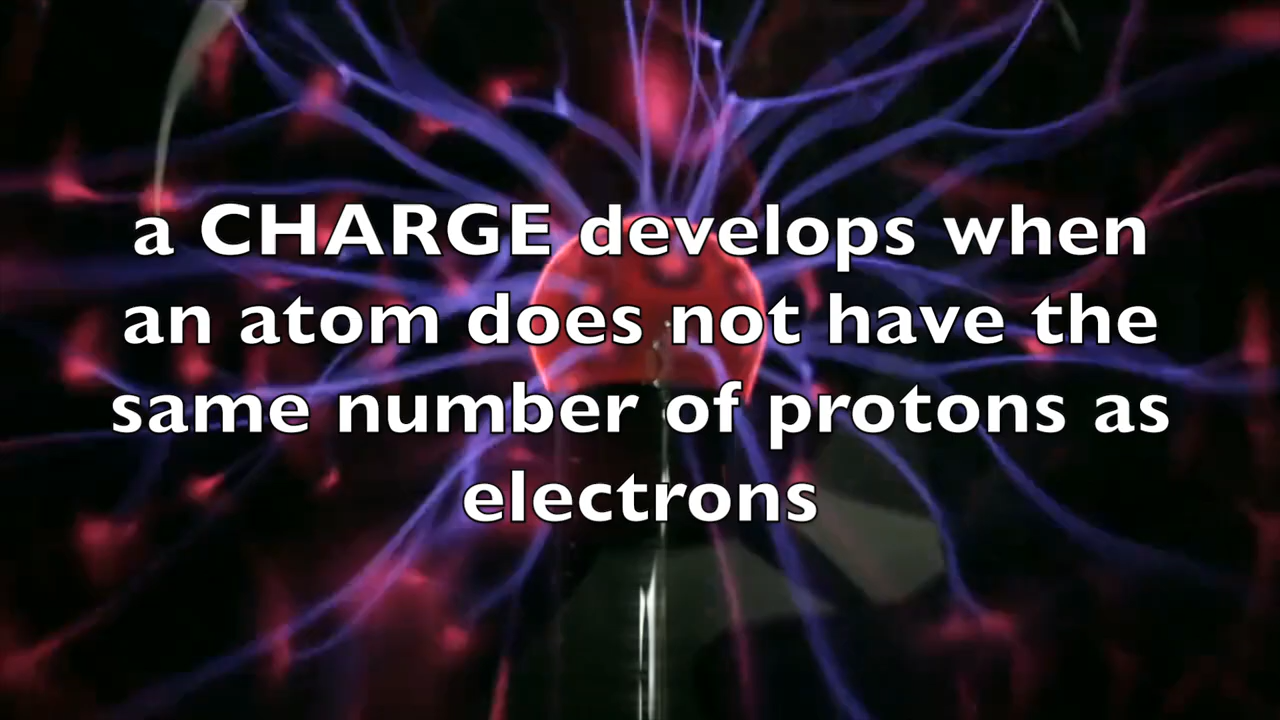 a CHARGE develops when
an atom does not have the
same number of protons as
electrons